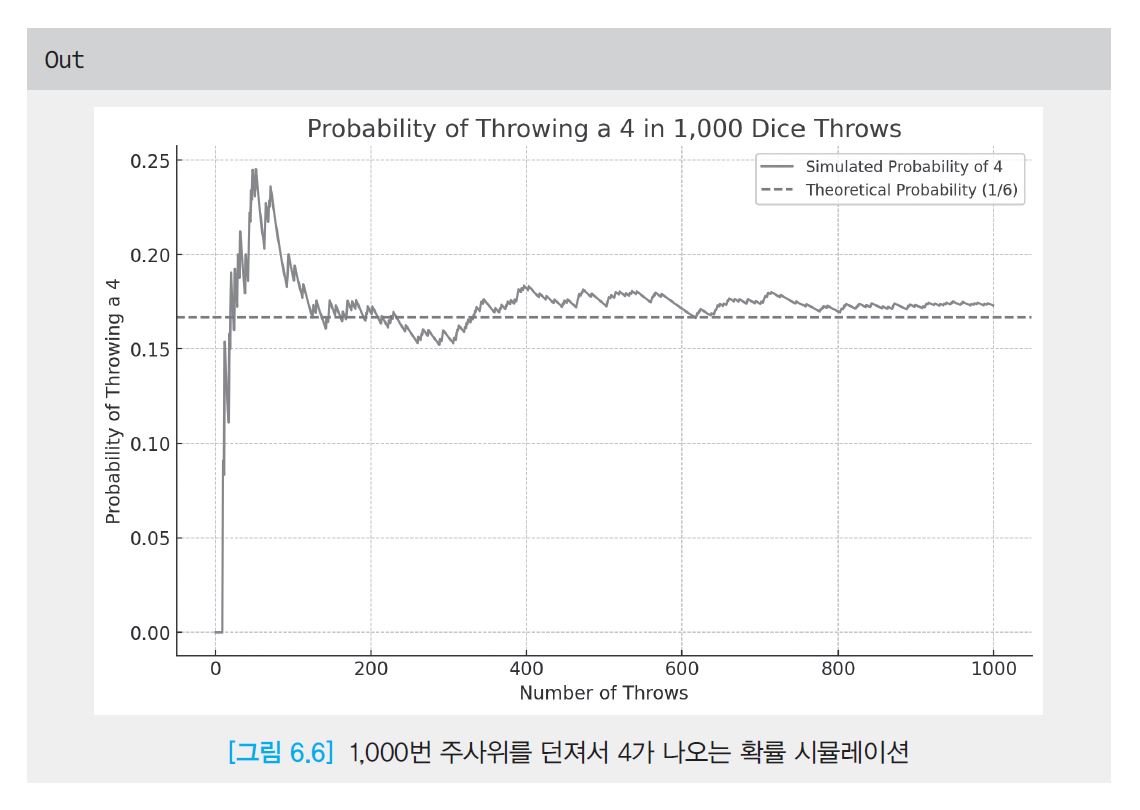 Out
Probability of Throwing a 4 in 1,000 Dice Throws
Simulated Probability of 4
Theoretical Probability (1/6)
Probability of Throwing a 4
0.25
0.20
0.15
0.10
0.05
0.00
0 200 400 600 800 1000
Number of Throws
[그림 6.6] 1,000번 주사위를 던져서 4가 나오는 확률 시뮬레이션